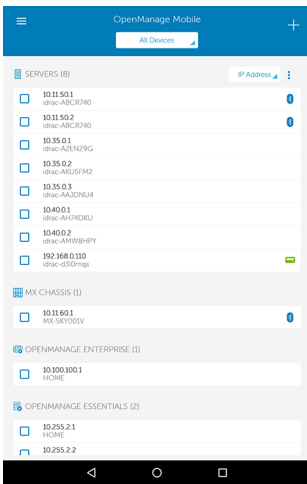 OpenManage Mobile
All Devices
SERVERS (8)
IP Address
10.11.50.1
idrac-ABCR740
10.11.50.2
idrac-ABCR740
10.35.0.1
idrac-AZENZ9G
10.35.0.2
idrac-AKU5FM2
10.35.0.3
idrac-AAJDNU4
10.40.0.1
idrac-AH74DKU
10.40.0.2
idrac-AMW8HPY
192.168.0.110
idrac-d3l0mqs
MX CHASSIS (1)
10.11.60.1
MX-SKY001V
OPENMANAGE ENTERPRISE (1)
10.100.100.1
HOME
OPENMANAGE ESSENTIALS (2)
10.255.2.1
HOME
10.255.2.2